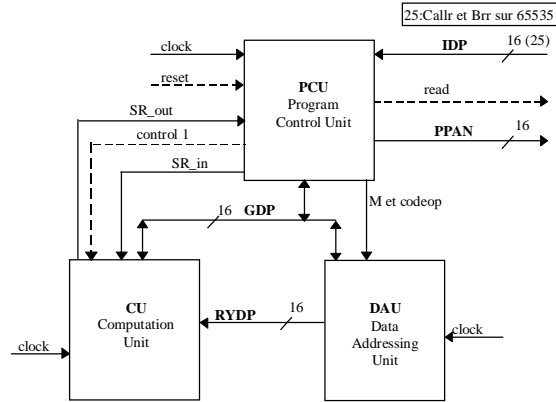 25:Callr et Brr sur 65535
clock
IDP
16 (25)
reset
PCU
Program
Control Unit
read
SR_out
PPAN
16
control 1
SR_in
M et codeop
16
GDP
CU
Computation
Unit
RYDP
16
DAU
Data
Addressing
Unit
clock
clock